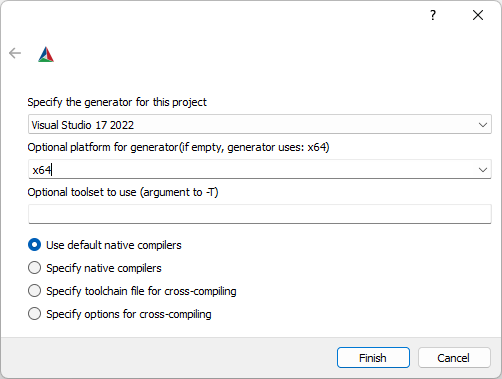 ?
Specify the generator for this project
Visual Studio 17 2022
Optional platform for generator(if empty, generator uses: x64)
x64
Optional toolset to use (argument to -T)
Use default native compilers
Specify native compilers
Specify toolchain file for cross-compiling
Specify options for cross-compiling
Finish Cancel